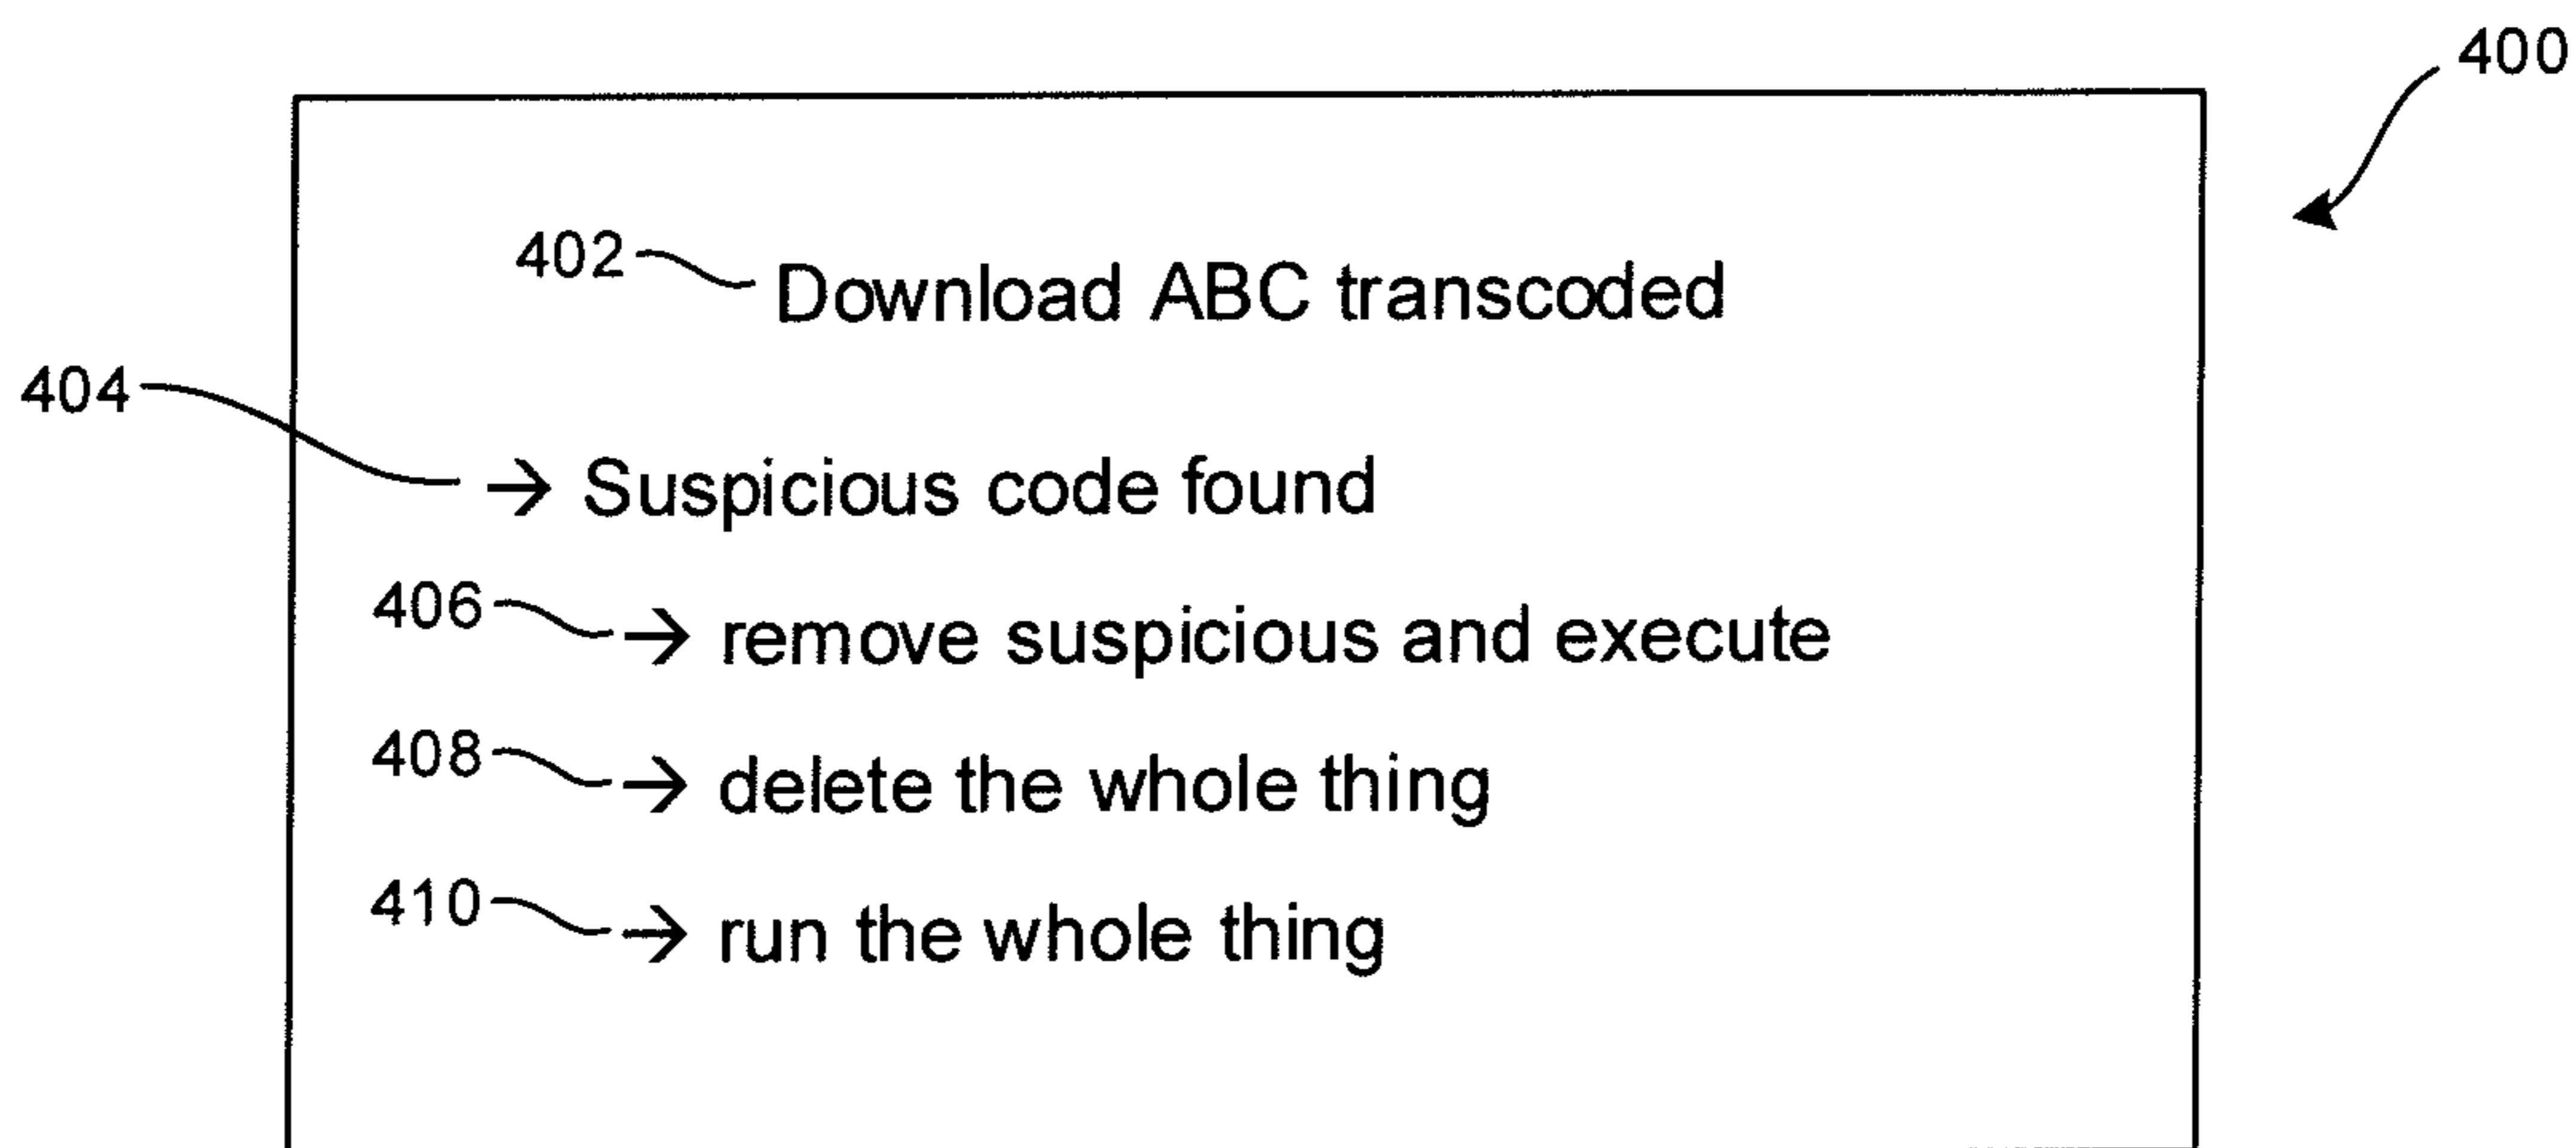 400
402 Download ABC transcoded
404 → Suspicious code found
406 → remove suspicious and execute
408 → delete the whole thing
410 → run the whole thing